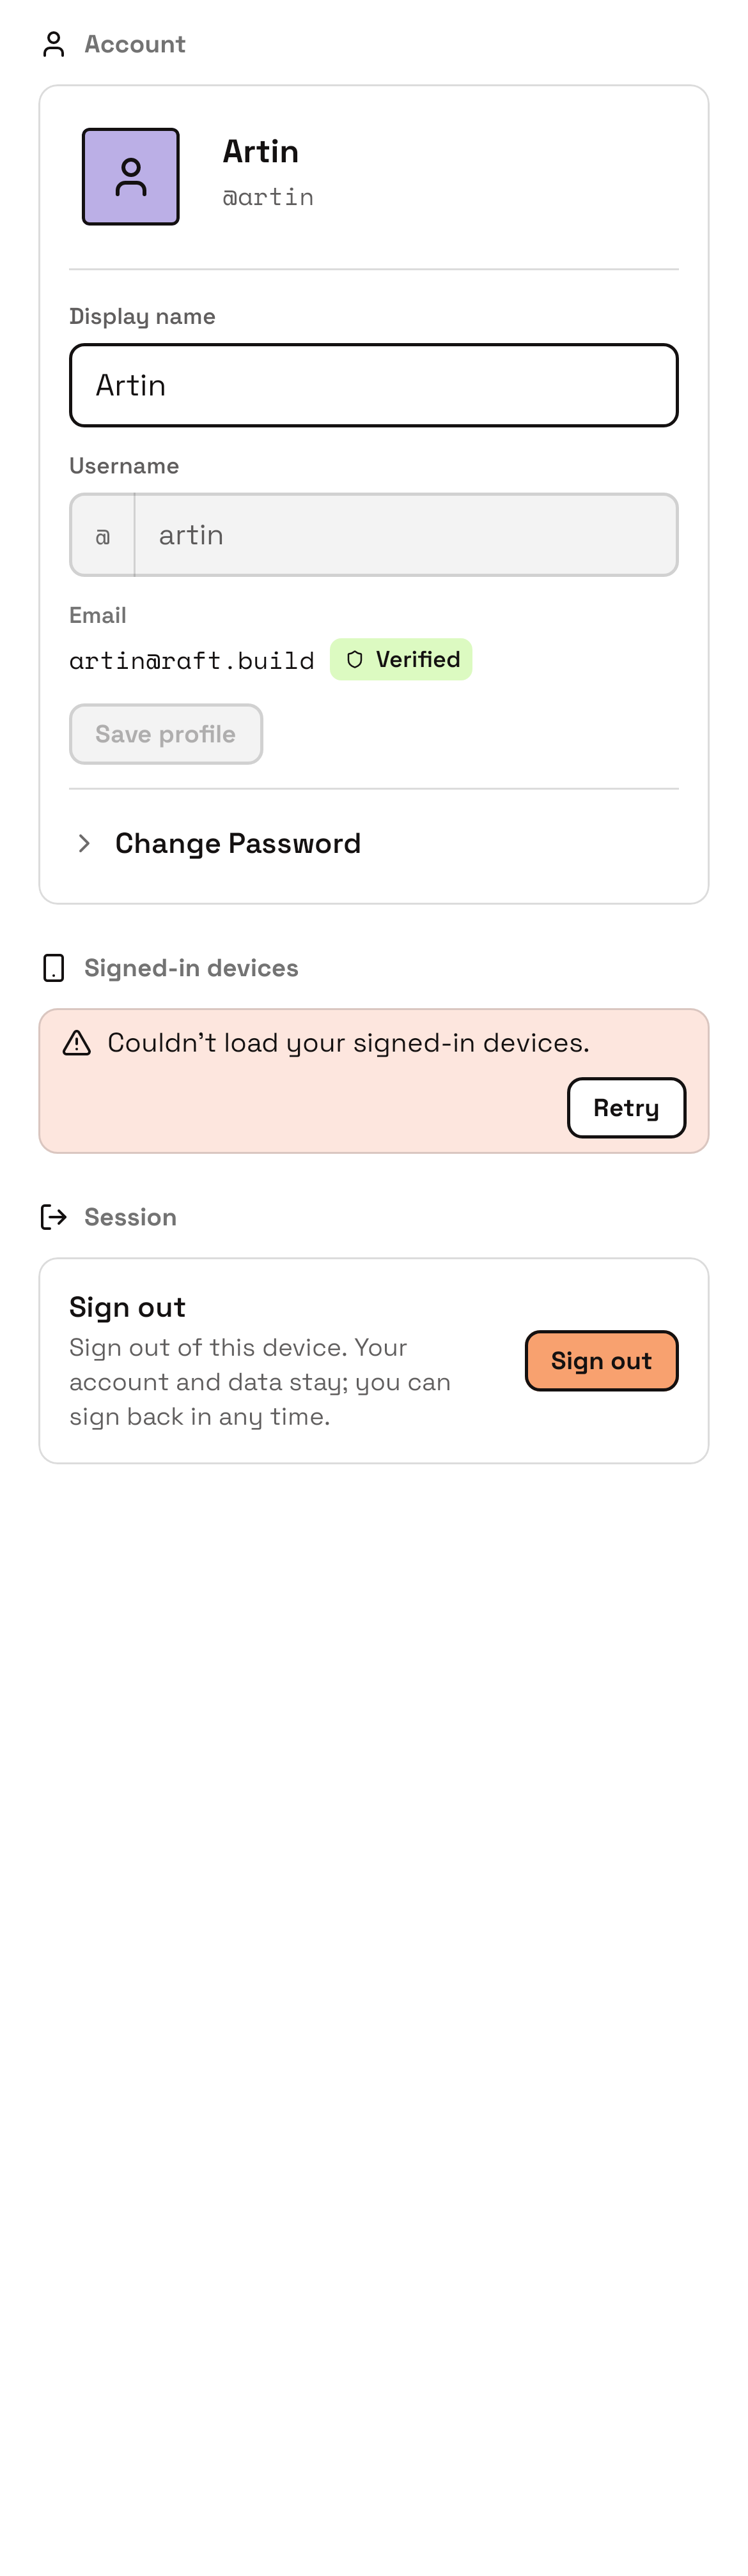 Account
Artin
@artin
Display name
Artin
Username
@ artin
Email
artin@raft.build Verified
Save profile
Change Password
Signed-in devices
Couldn’t load your signed-in devices.
Retry
Session
Sign out
Sign out of this device. Your
account and data stay; you can
sign back in any time.
Sign out